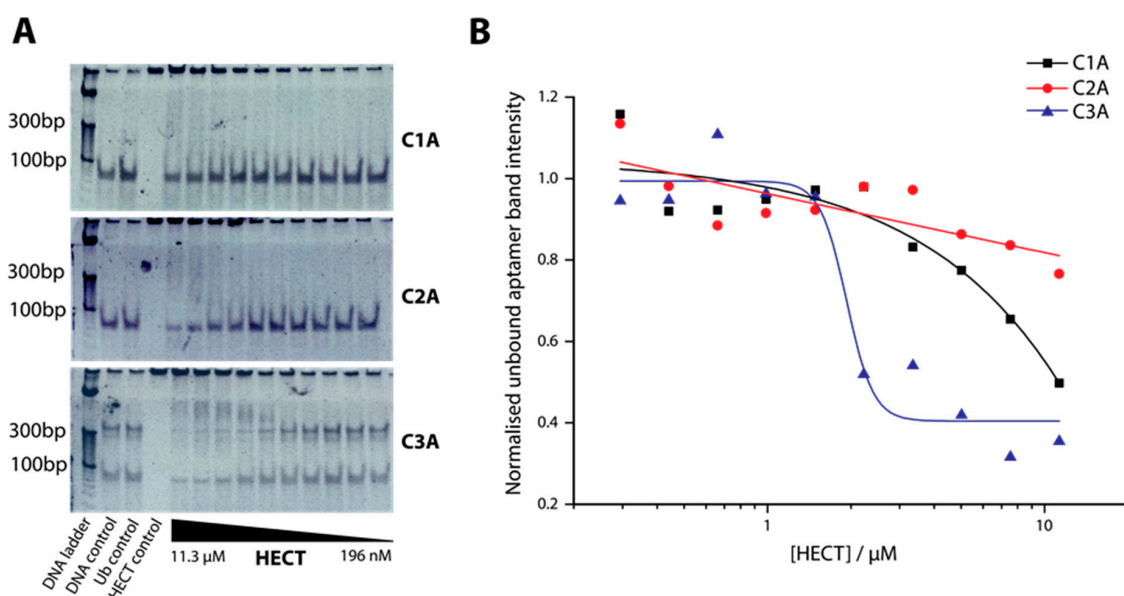 A
300bp
100bp
C1A
300bp
100bp
C2A
300bp
100bp
C3A
DNA ladder
DNA control
Ub control
HECT control
11.3 μM
HECT
196 nM
B
C1A
C2A
C3A
Normalised unbound aptamer band intensity
1.2
1.0
0.8
0.6
0.4
0.2
1
10
[HECT] / μM